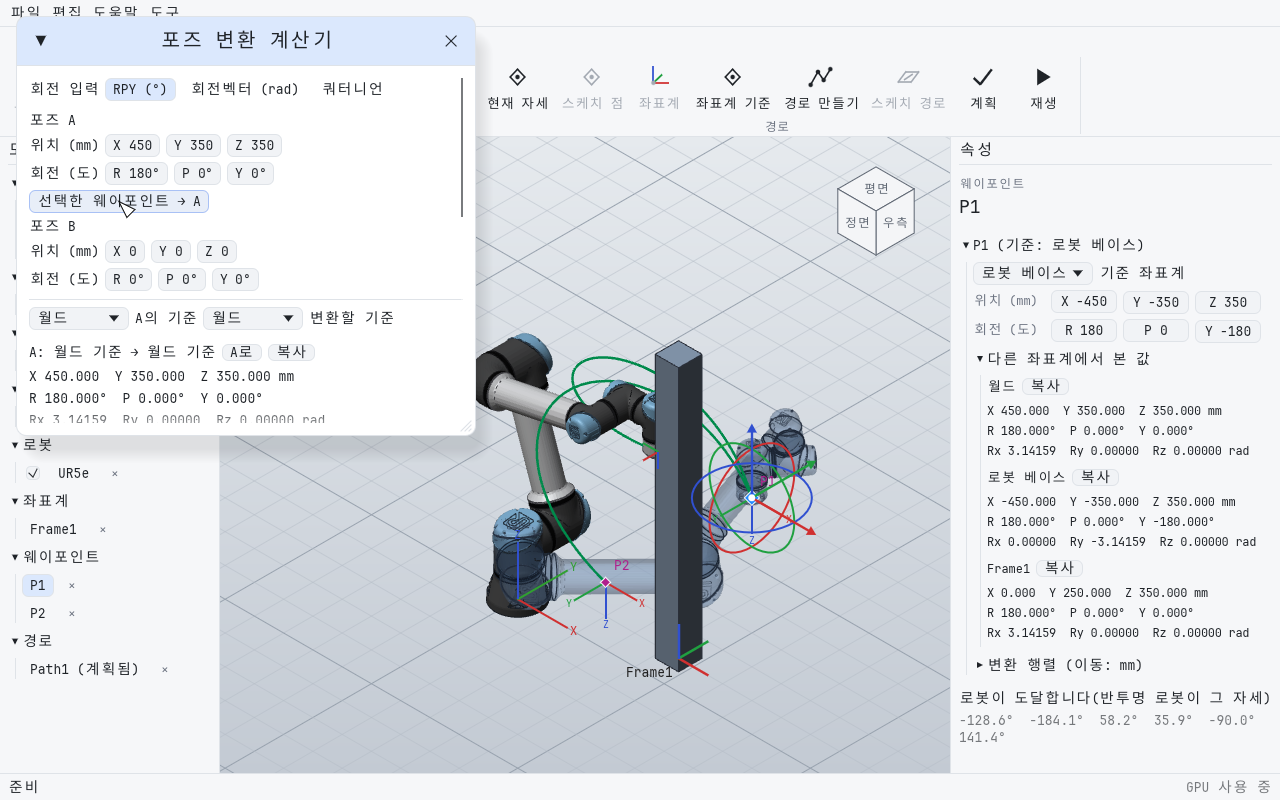 파일 편집 도움말 도구
▼ 포즈 변환 계산기 ×
회전 입력 RPY (°) 회전벡터 (rad) 쿼터니언
포즈 A
위치 (mm) X 450 Y 350 Z 350
회전 (도) R 180° P 0° Y 0°
선택한 웨이포인트 → A
포즈 B
위치 (mm) X 0 Y 0 Z 0
회전 (도) R 0° P 0° Y 0°
월드 A의 기준 월드 변환할 기준
A: 월드 기준 → 월드 기준 A로 복사
X 450.000 Y 350.000 Z 350.000 mm
R 180.000° P 0.000° Y 0.000°
Rx 3.14159 Ry 0.00000 Rz 0.00000 rad
현재 자세 스케치 점 좌표계 좌표계 기준 경로 만들기 스케치 경로 계획 재생
경로
로봇
UR5e ×
좌표계
Frame1 ×
웨이포인트
P1 ×
P2 ×
경로
Path1 (계획됨) ×
평면
정면 우측
P2
X
Y
Z
X
Y
Z
X
Z
Frame1
속성
웨이포인트
P1
P1 (기준: 로봇 베이스)
로봇 베이스 기준 좌표계
위치 (mm) X -450 Y -350 Z 350
회전 (도) R 180 P 0 Y -180
다른 좌표계에서 본 값
월드 복사
X 450.000 Y 350.000 Z 350.000 mm
R 180.000° P 0.000° Y 0.000°
Rx 3.14159 Ry 0.00000 Rz 0.00000 rad
로봇 베이스 복사
X -450.000 Y -350.000 Z 350.000 mm
R 180.000° P 0.000° Y -180.000°
Rx 0.00000 Ry -3.14159 Rz 0.00000 rad
Frame1 복사
X 0.000 Y 250.000 Z 350.000 mm
R 180.000° P 0.000° Y 0.000°
Rx 3.14159 Ry 0.00000 Rz 0.00000 rad
변환 행렬 (이동: mm)
로봇이 도달합니다(반투명 로봇이 그 자세)
-128.6° -184.1° 58.2° 35.9° -90.0°
141.4°
준비
GPU 사용 중